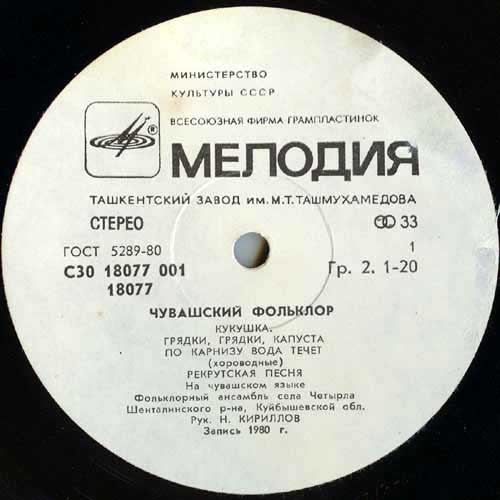 МИНИСТЕРСТВО
КУЛЬТУРЫ СССР
ВСЕСОЮЗНАЯ ФИРМА ГРАМПЛАСТИНОК
®
МЕЛОДИЯ
ТАШКЕНТСКИЙ ЗАВОД ИМ. М.Т. ТАШМУХАМЕДОВА
СТЕРЕО 33
ГОСТ 5289-80 1
С30 18077 001 Гр. 2. 1-20
18077
ЧУВАШСКИЙ ФОЛЬКЛОР
КУКУШКА.
ГРЯДКИ, ГРЯДКИ, КАПУСТА
ПО КАРНИЗУ ВОДА ТЕЧЕТ
(хороводные)
РЕКРУТСКАЯ ПЕСНЯ
На чувашском языке
Фольклорный ансамбль села Четырла
Шенталинского р-на, Куйбышевской обл.
Рук. Н. КИРИЛЛОВ
Запись 1980 г.